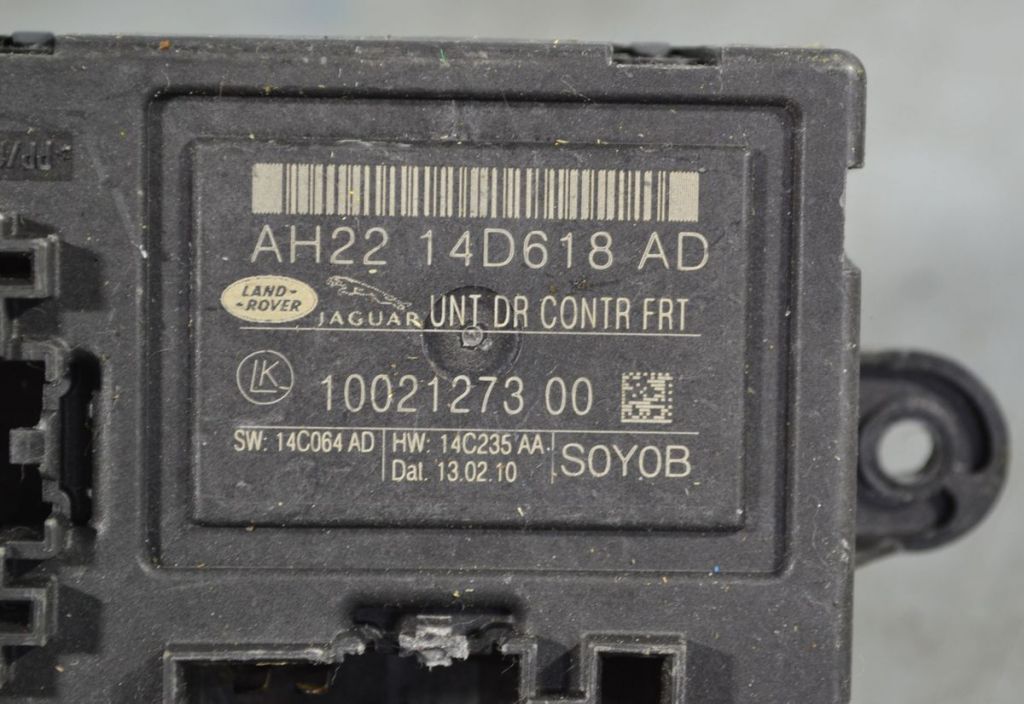 AH22 14D618 AD
LAND-
-ROVER
JAGUAR UNT DR CONTR FRT
LK 10021273 00
SW: 14C064 AD HW: 14C235 AA
Dat. 13.02.10
SOYOB